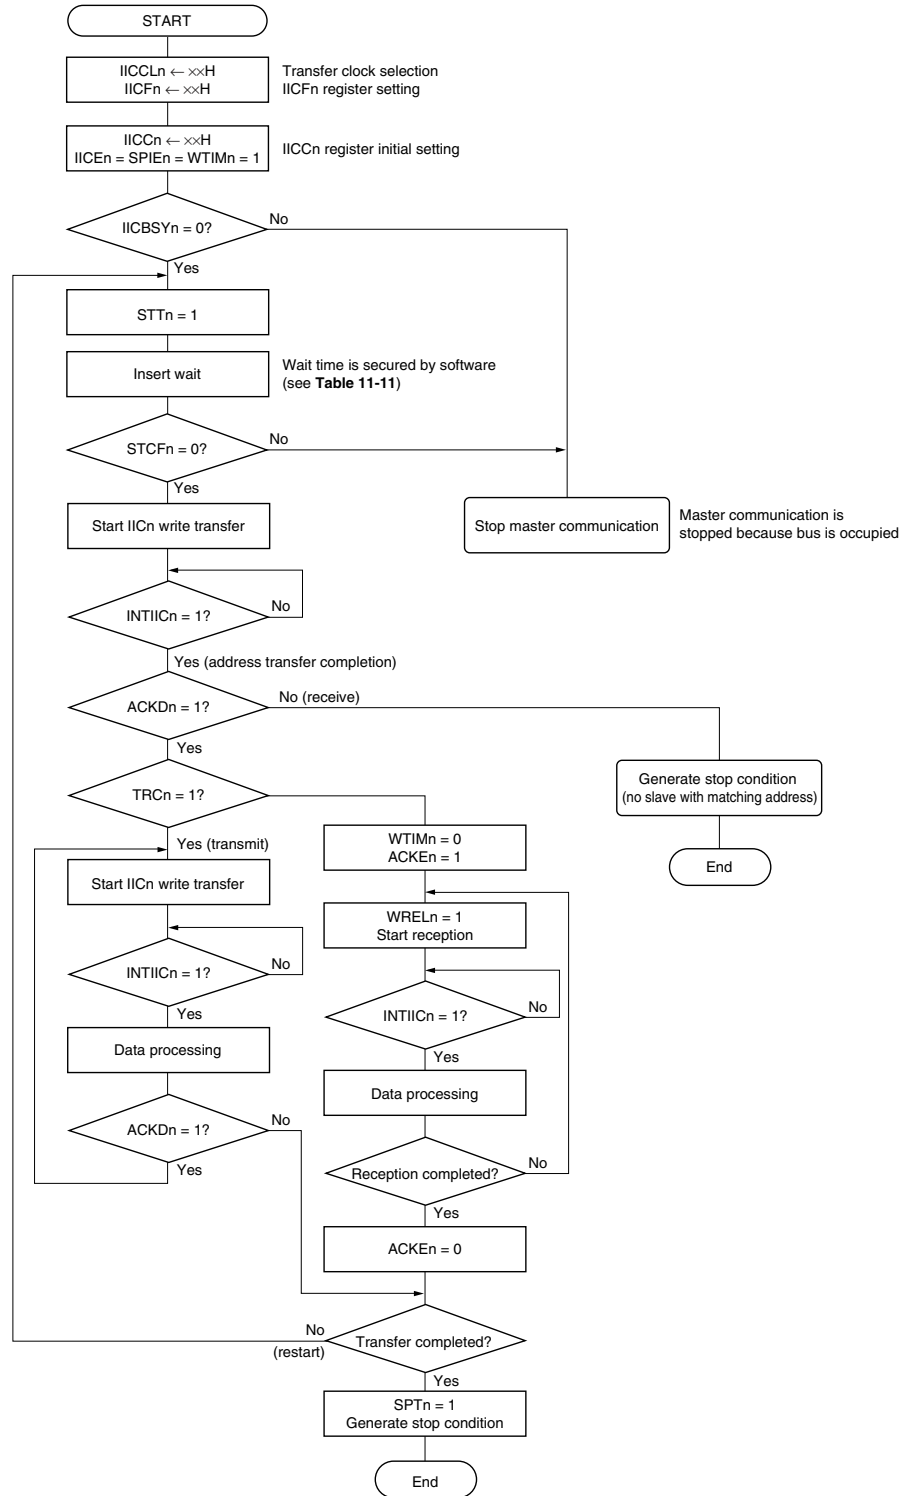 START
IICCLn ← ××H
IICFn ← ××H
Transfer clock selection
IICFn register setting
IICCn ← ××H
IICEn = SPIEn = WTIMn = 1
IICCn register initial setting
IICBSYn = 0?
No
Yes
STTn = 1
Insert wait
Wait time is secured by software
(see Table 11-11)
STCFn = 0?
No
Yes
Start IICn write transfer
Stop master communication
Master communication is
stopped because bus is occupied
INTIICn = 1?
No
Yes (address transfer completion)
ACKDn = 1?
No (receive)
Yes
Generate stop condition
(no slave with matching address)
End
TRCn = 1?
Yes (transmit)
WTIMn = 0
ACKEn = 1
Start IICn write transfer
WRELn = 1
Start reception
INTIICn = 1?
No
Yes
INTIICn = 1?
No
Yes
Data processing
Data processing
ACKDn = 1?
No
Yes
Reception completed?
No
Yes
ACKEn = 0
Transfer completed?
No
(restart)
Yes
SPTn = 1
Generate stop condition
End